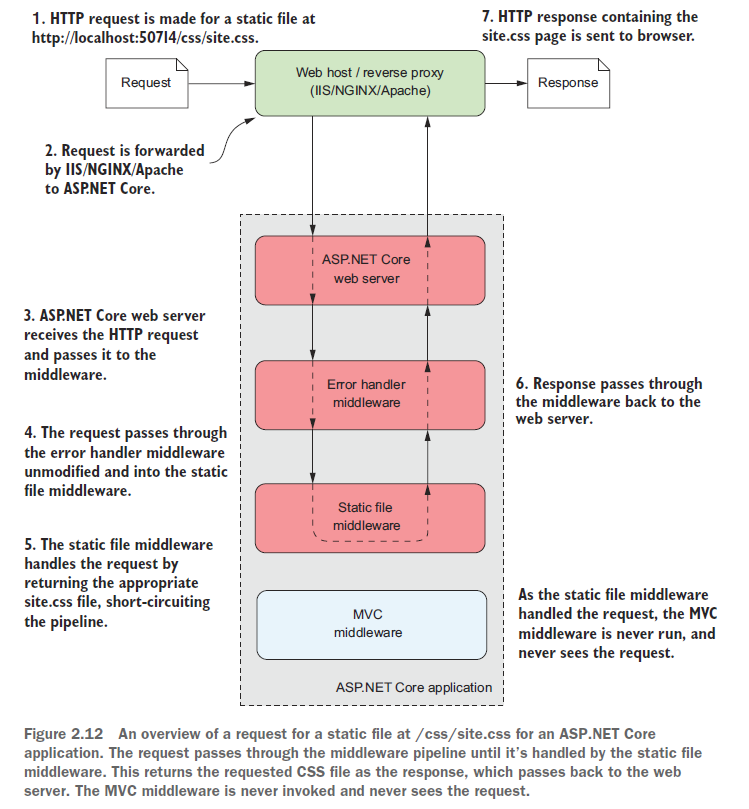 1. HTTP request is made for a static file at
http://localhost:50714/css/site.css.
7. HTTP response containing the
site.css page is sent to browser.
Request
Web host / reverse proxy
(IIS/NGINX/Apache)
Response
2. Request is forwarded
by IIS/NGINX/Apache
to ASP.NET Core.
ASP.NET Core
web server
3. ASP.NET Core web server
receives the HTTP request
and passes it to the
middleware.
Error handler
middleware
6. Response passes through
the middleware back to the
web server.
4. The request passes through
the error handler middleware
unmodified and into the static
file middleware.
Static file
middleware
5. The static file middleware
handles the request by
returning the appropriate
site.css file, short-circuiting
the pipeline.
MVC
middleware
As the static file middleware
handled the request, the MVC
middleware is never run, and
never sees the request.
ASP.NET Core application
Figure 2.12 An overview of a request for a static file at /css/site.css for an ASP.NET Core
application. The request passes through the middleware pipeline until it's handled by the static file
middleware. This returns the requested CSS file as the response, which passes back to the web
server. The MVC middleware is never invoked and never sees the request.